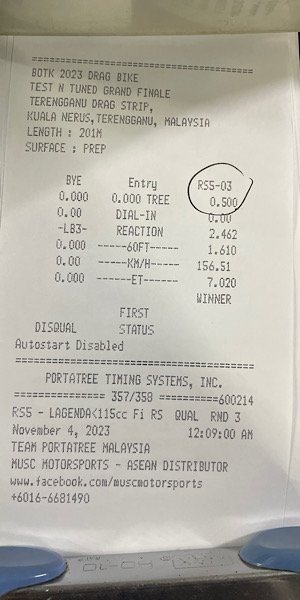 ==========================================
BOTK 2023 DRAG BIKE
TEST N TUNED GRAND FINALE
TERENGGANU DRAG STRIP,
KUALA NERUS,TERENGGANU, MALAYSIA
LENGTH : 201M
SURFACE : PREP
BYE Entry RS5-03
0.000 0.000 TREE 0.500
0.00 DIAL-IN 0.00
-LB3- REACTION 2.462
0.000 -----60FT----- 1.610
0.00 -----KM/H----- 156.51
0.000 ------ET------ 7.020
WINNER
FIRST
DISQUAL STATUS
Autostart Disabled
==========================================
PORTATREE TIMING SYSTEMS, INC.
================ 357/358 ==========600214
RS5 - LAGENDA<115cc Fi RS QUAL RND 3
November 4, 2023 12:09:00 AM
TEAM PORTATREE MALAYSIA
MUSC MOTORSPORTS - ASEAN DISTRIBUTOR
www.facebook.com/muscmotorsports
+6016-6681490